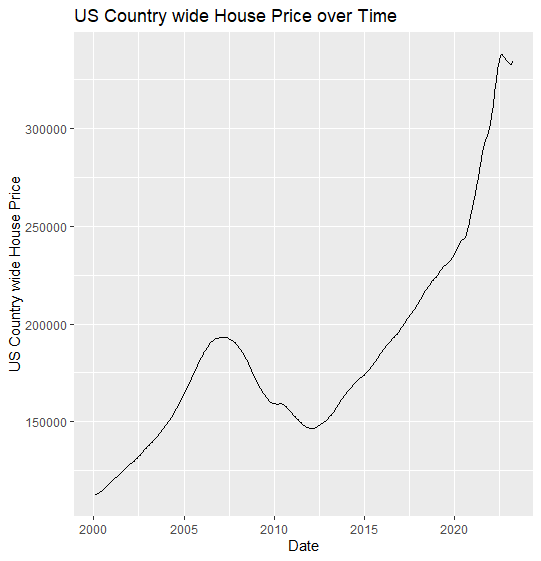 US Country wide House Price over Time
US Country wide House Price
300000
250000
200000
150000
2000 2005 2010 2015 2020
Date